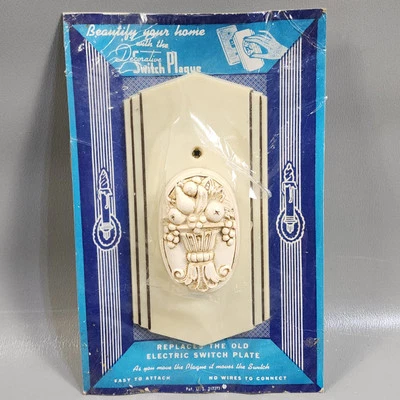 Beautify your home
with the
Decorative
Switch Plaque
REPLACES THE OLD
ELECTRIC SWITCH PLATE
As you move the Plaque it moves the Switch
EASY TO ATTACH NO WIRES TO CONNECT